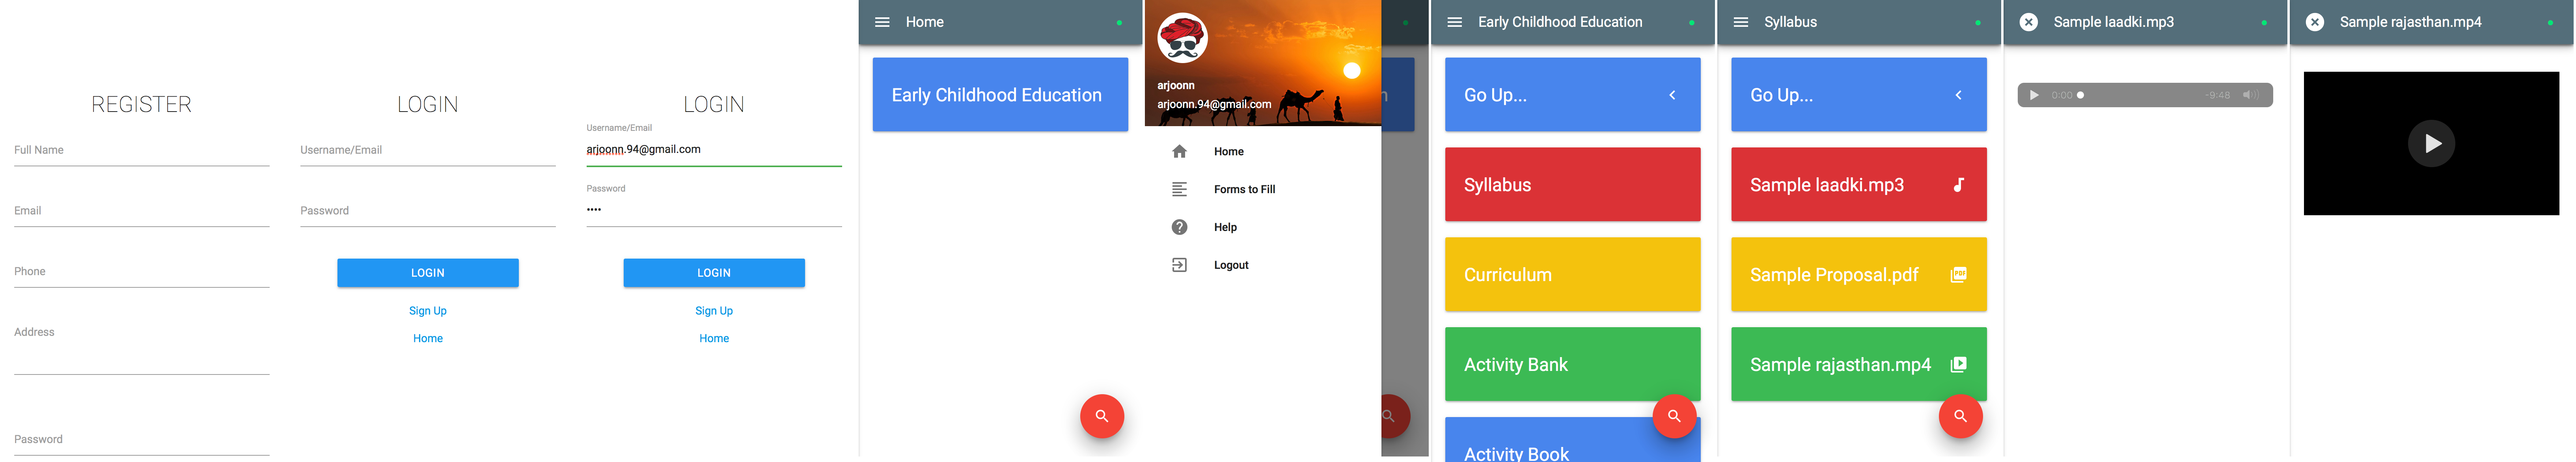 REGISTER
Full Name
Email
Phone
Address
Password
LOGIN
Username/Email
Password
LOGIN
Sign Up
Home
LOGIN
Username/Email
arjoonn.94@gmail.com
Password
••••
LOGIN
Sign Up
Home
Home
Early Childhood Education
arjoonn
arjoonn.94@gmail.com
Home
Forms to Fill
Help
Logout
n
Early Childhood Education
Go Up...
Syllabus
Curriculum
Activity Bank
Activity Book
Syllabus
Go Up...
Sample laadki.mp3
Sample Proposal.pdf
PDF
Sample rajasthan.mp4
Sample laadki.mp3
0:00
-9:48
Sample rajasthan.mp4